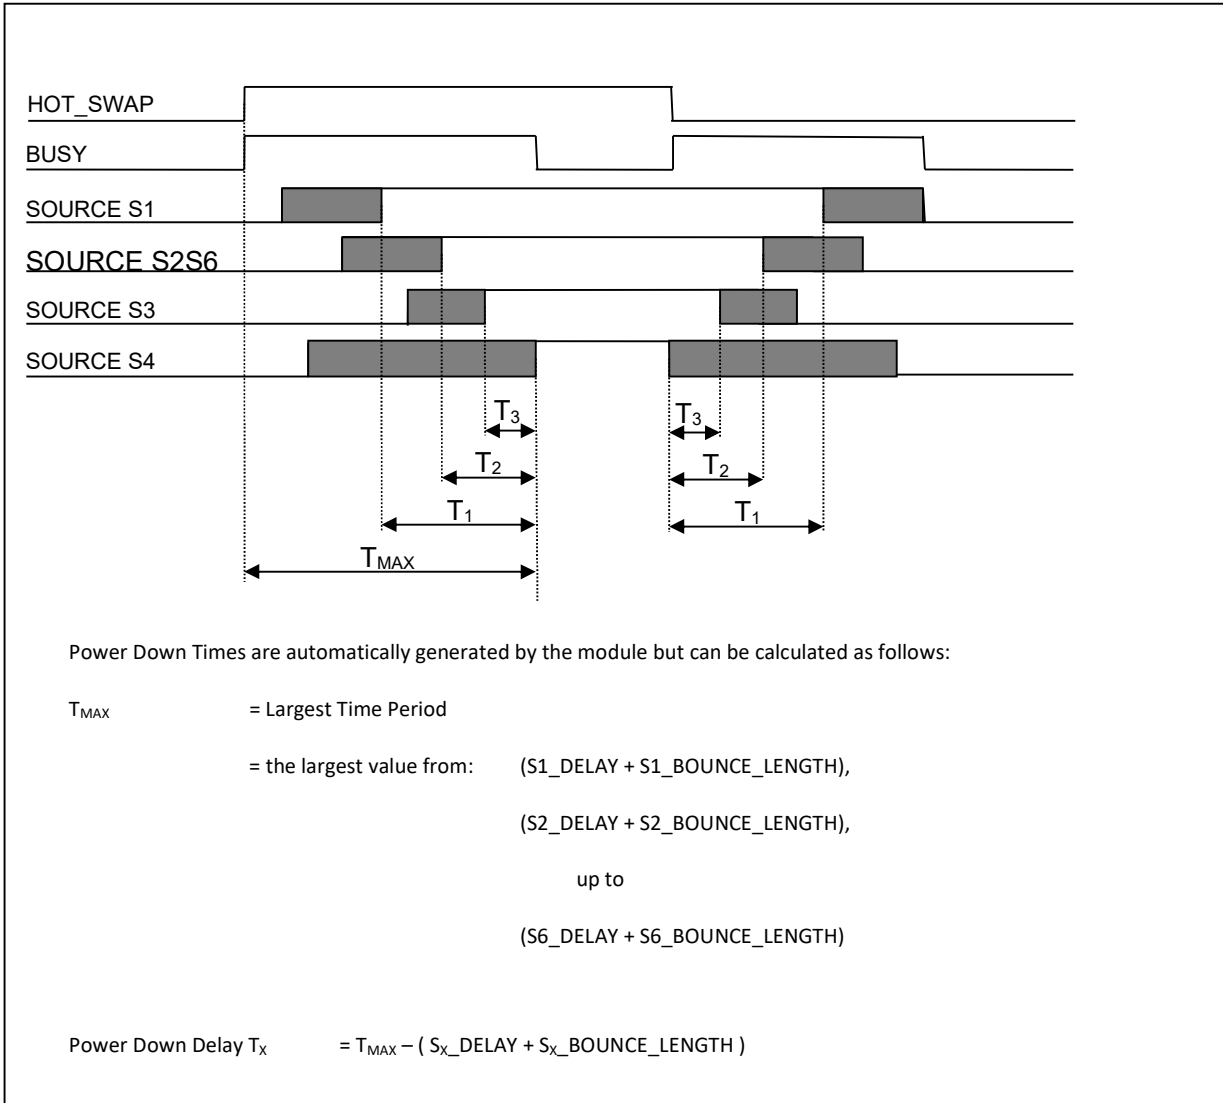 HOT_SWAP
BUSY
SOURCE S1
SOURCE S2S6
SOURCE S3
SOURCE S4
T3 T3
T2 T2
T1 T1
TMAX
Power Down Times are automatically generated by the module but can be calculated as follows:
TMAX = Largest Time Period
= the largest value from: (S1_DELAY + S1_BOUNCE_LENGTH),
(S2_DELAY + S2_BOUNCE_LENGTH),
up to
(S6_DELAY + S6_BOUNCE_LENGTH)
Power Down Delay TX = TMAX – ( SX_DELAY + SX_BOUNCE_LENGTH )